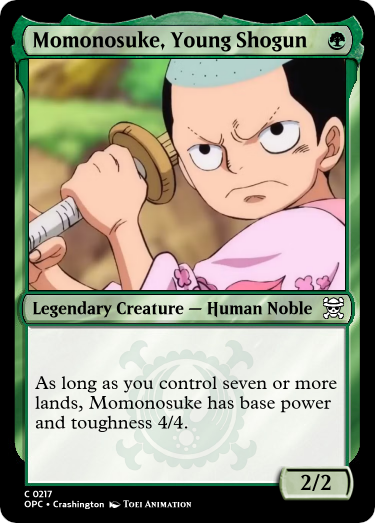 Momonosuke, Young Shogun
Legendary Creature — Human Noble
As long as you control seven or more
lands, Momonosuke has base power
and toughness 4/4.
2/2
C 0217
OPC • Crashington TOEI ANIMATION